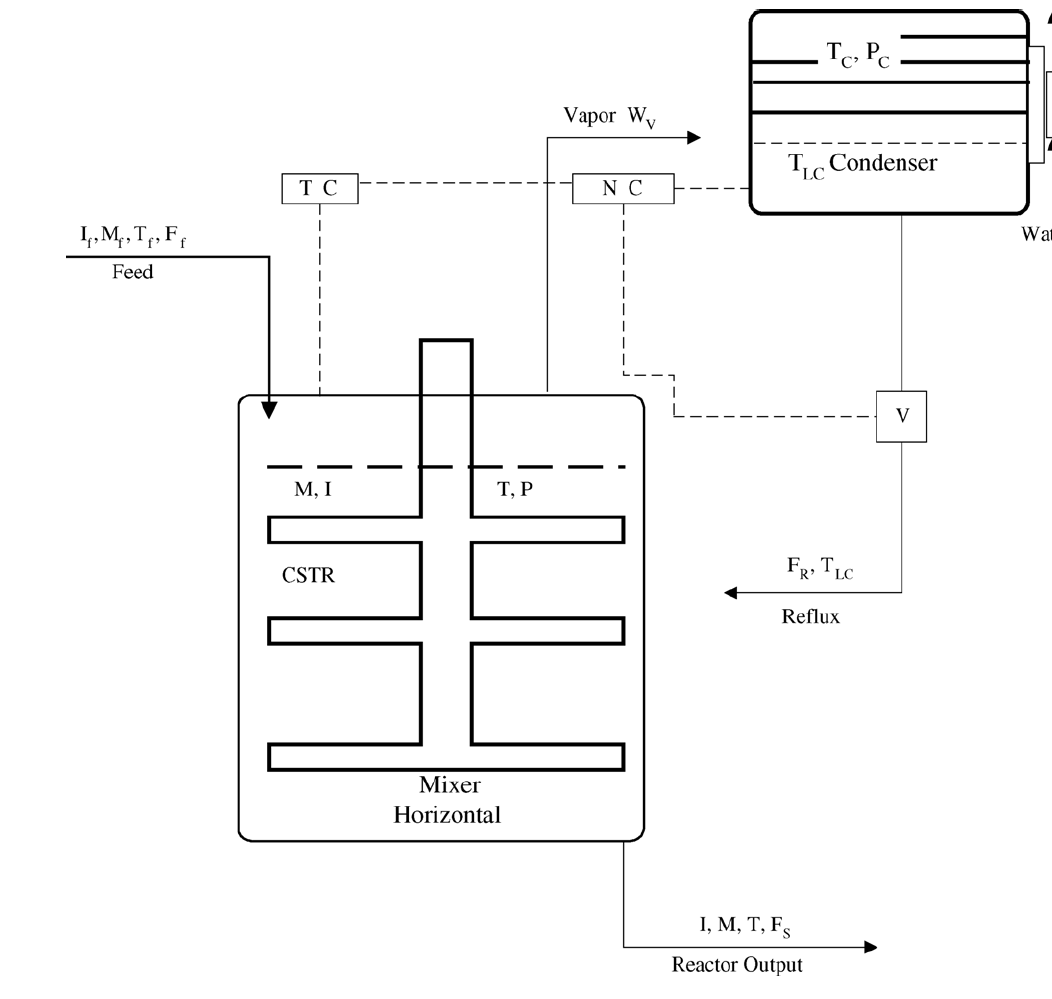 T_C, P_C
Vapor W_V
T_LC Condenser
T C
N C
I_f, M_f, T_f, F_f
Feed
Wat
V
M, I
T, P
CSTR
F_R, T_LC
Reflux
Mixer
Horizontal
I, M, T, F_S
Reactor Output